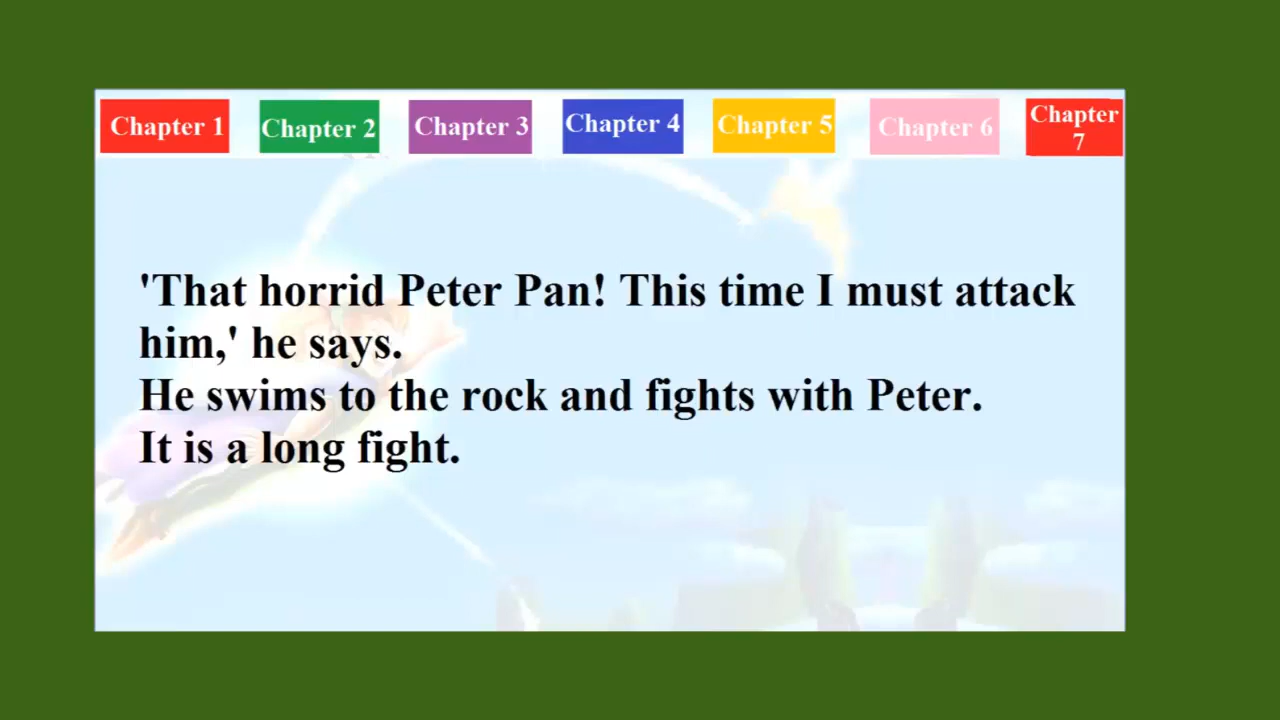 Chapter 1
Chapter 2
Chapter 3
Chapter 4
Chapter 5
Chapter 6
Chapter
7
'That horrid Peter Pan! This time I must attack
him,' he says.
He swims to the rock and fights with Peter.
It is a long fight.